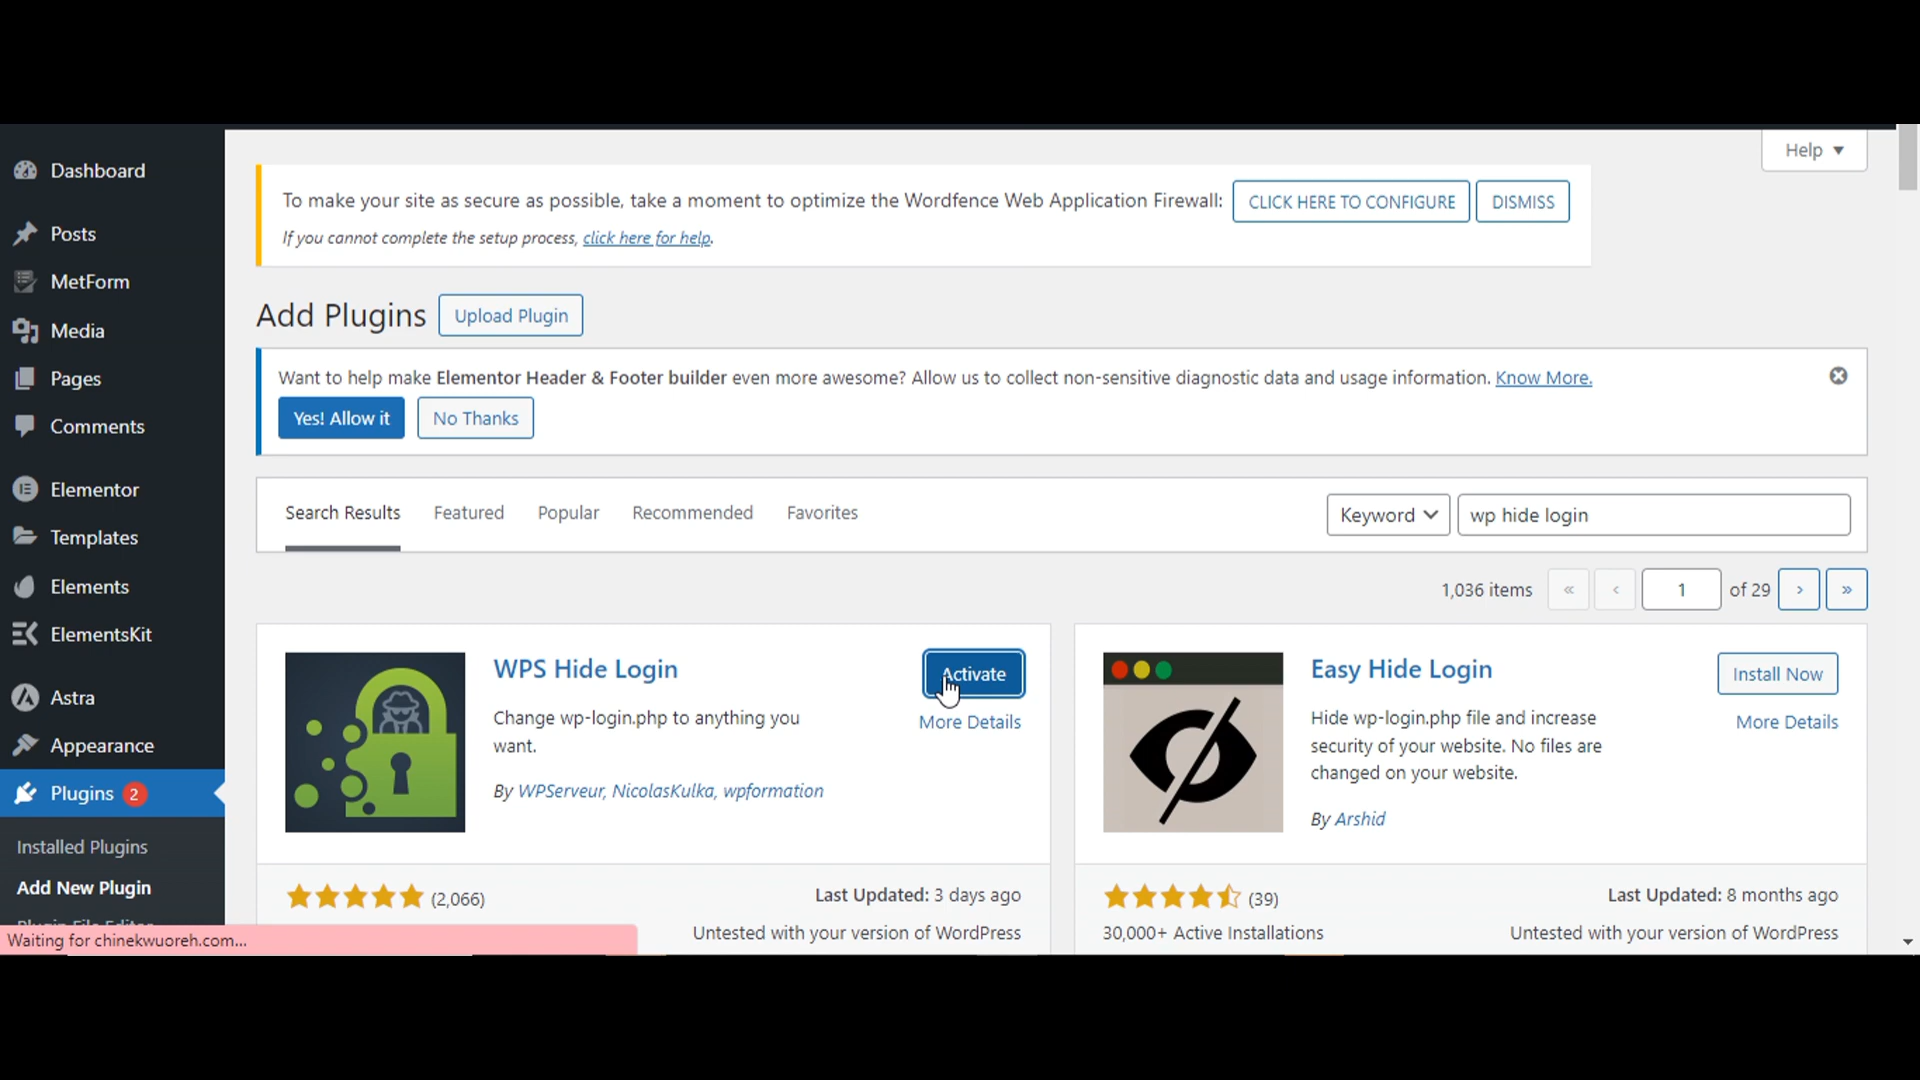 Dashboard
Posts
MetForm
Media
Pages
Comments
Elementor
Templates
Elements
ElementsKit
Astra
Appearance
Plugins 2
Installed Plugins
Add New Plugin
Plugin File Editor
Waiting for chinekwuoreh.com...
Help
To make your site as secure as possible, take a moment to optimize the Wordfence Web Application Firewall: CLICK HERE TO CONFIGURE DISMISS
If you cannot complete the setup process, click here for help.
Add Plugins Upload Plugin
Want to help make Elementor Header & Footer builder even more awesome? Allow us to collect non-sensitive diagnostic data and usage information. Know More.
Yes! Allow it No Thanks
Search Results Featured Popular Recommended Favorites Keyword wp hide login
1,036 items « ‹ 1 of 29 › »
WPS Hide Login
Activate
Change wp-login.php to anything you
want.
More Details
By WPServeur, NicolasKulka, wpformation
(2,066)
Last Updated: 3 days ago
Untested with your version of WordPress
Easy Hide Login
Install Now
Hide wp-login.php file and increase
security of your website. No files are
changed on your website.
More Details
By Arshid
(39)
Last Updated: 8 months ago
30,000+ Active Installations
Untested with your version of WordPress